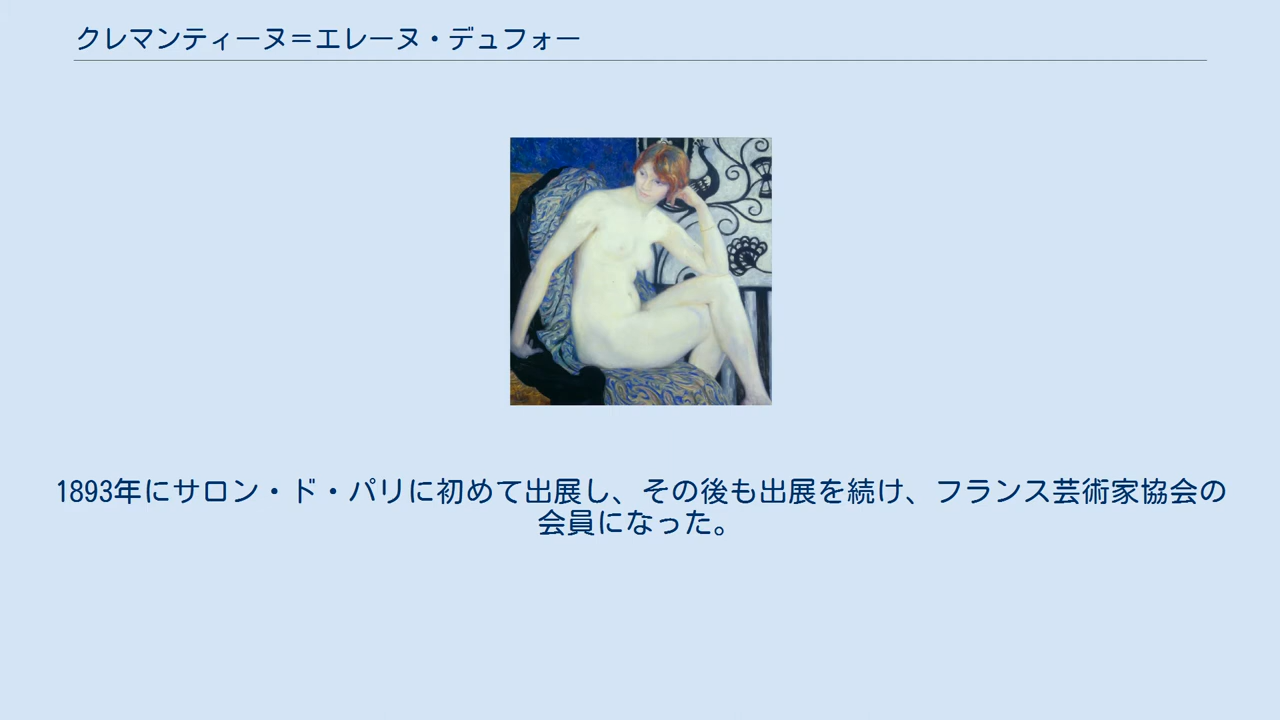 クレマンティーヌ＝エレーヌ・デュフォー
1893年にサロン・ド・パリに初めて出展し、その後も出展を続け、フランス芸術家協会の
会員になった。